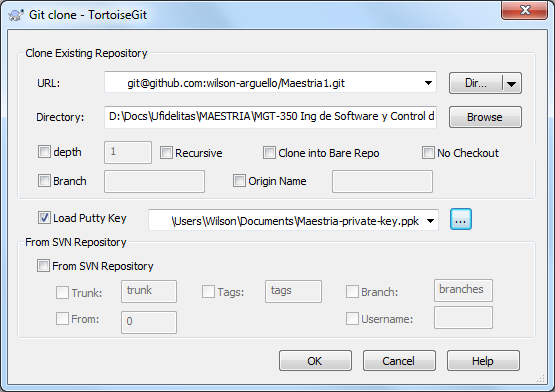 Git clone - TortoiseGit
Clone Existing Repository
URL: git@github.com:wilson-arguello/Maestria1.git Dir...
Directory: D:\Docs\Ufidelitas\MAESTRIA\MGT-350 Ing de Software y Control d Browse
depth 1 Recursive Clone into Bare Repo No Checkout
Branch Origin Name
Load Putty Key \Users\Wilson\Documents\Maestria-private-key.ppk ...
From SVN Repository
From SVN Repository
Trunk: trunk Tags: tags Branch: branches
From: 0 Username:
OK Cancel Help